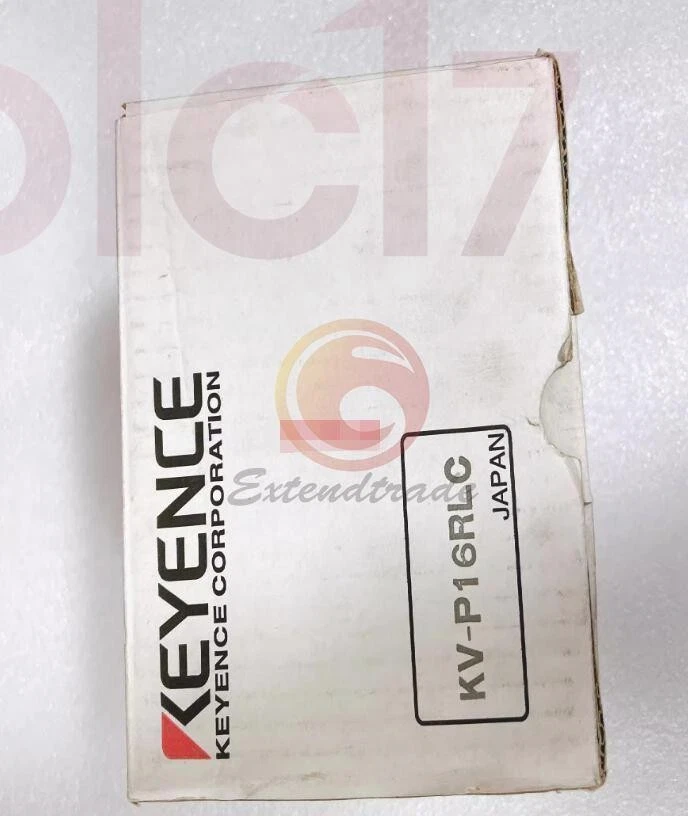 plc17
KEYENCE
KEYENCE CORPORATION
Extendtrade
KV-P16RLC
JAPAN